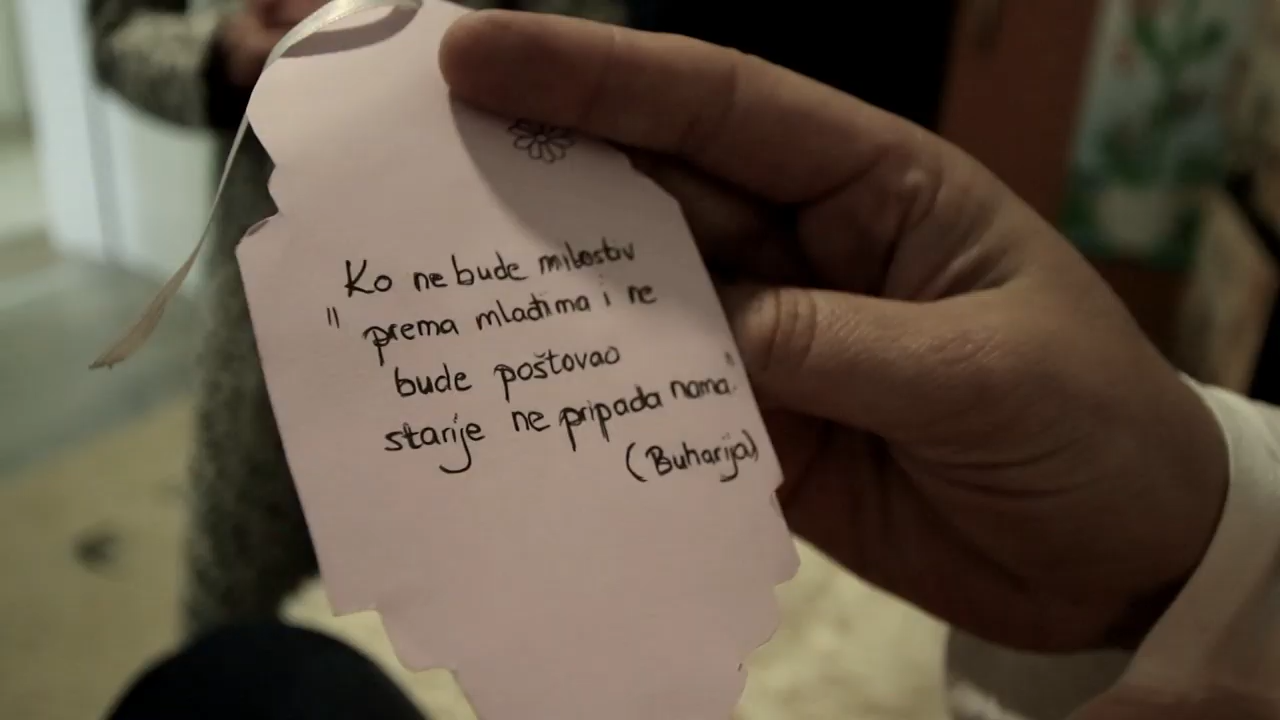 Ko ne bude milostiv
" prema mlađima i ne
bude poštovao
starije ne pripada nama."
(Buharija)